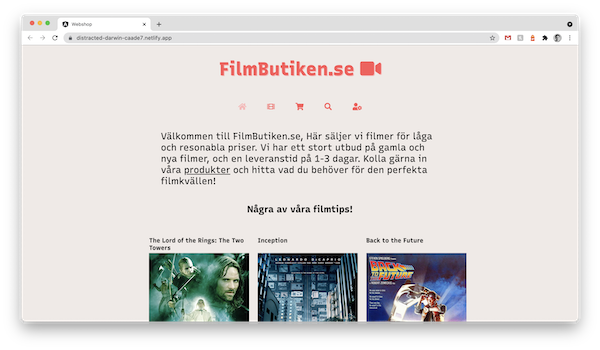 Webshop
distracted-darwin-caade7.netlify.app
FilmButiken.se
Välkommen till FilmButiken.se, Här säljer vi filmer för låga
och resonabla priser. Vi har ett stort utbud på gamla och
nya filmer, och en leveranstid på 1-3 dagar. Kolla gärna in
våra produkter och hitta vad du behöver för den perfekta
filmkvällen!
Några av våra filmtips!
The Lord of the Rings: The Two
Towers
Inception
Back to the Future
LEONARDO DICAPRIO
BACK TO THE FUTURE